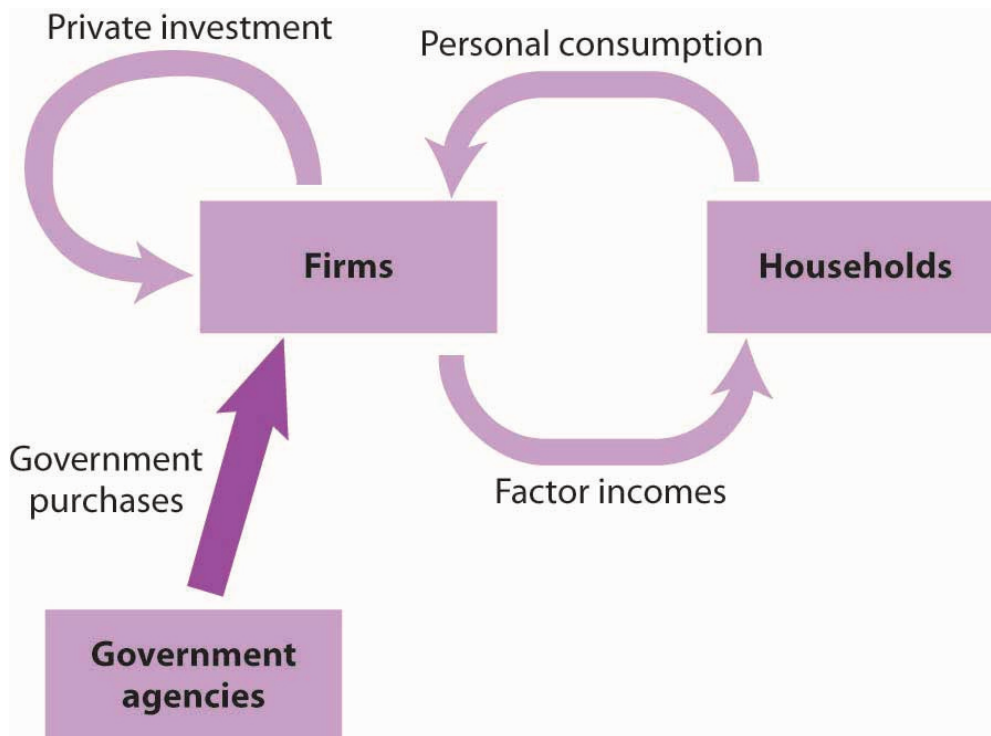 Private investment
Personal consumption
Firms
Households
Government
purchases
Factor incomes
Government
agencies